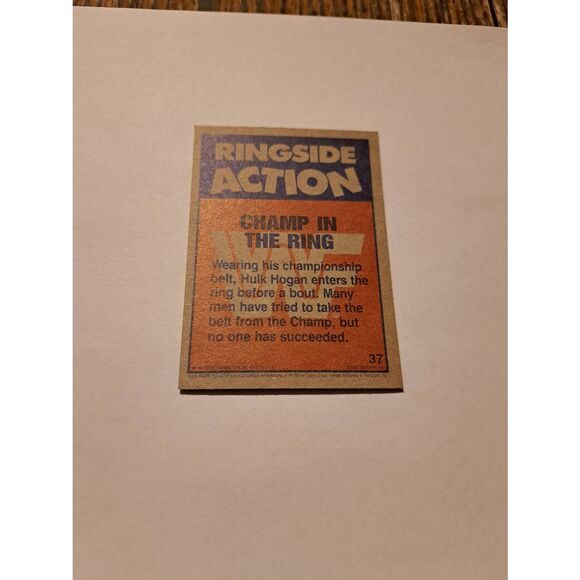 RINGSIDE
ACTION
CHAMP IN
THE RING
Wearing his championship
belt, Hulk Hogan enters the
ring before a bout. Many
men have tried to take the
belt from the Champ, but
no one has succeeded.
37